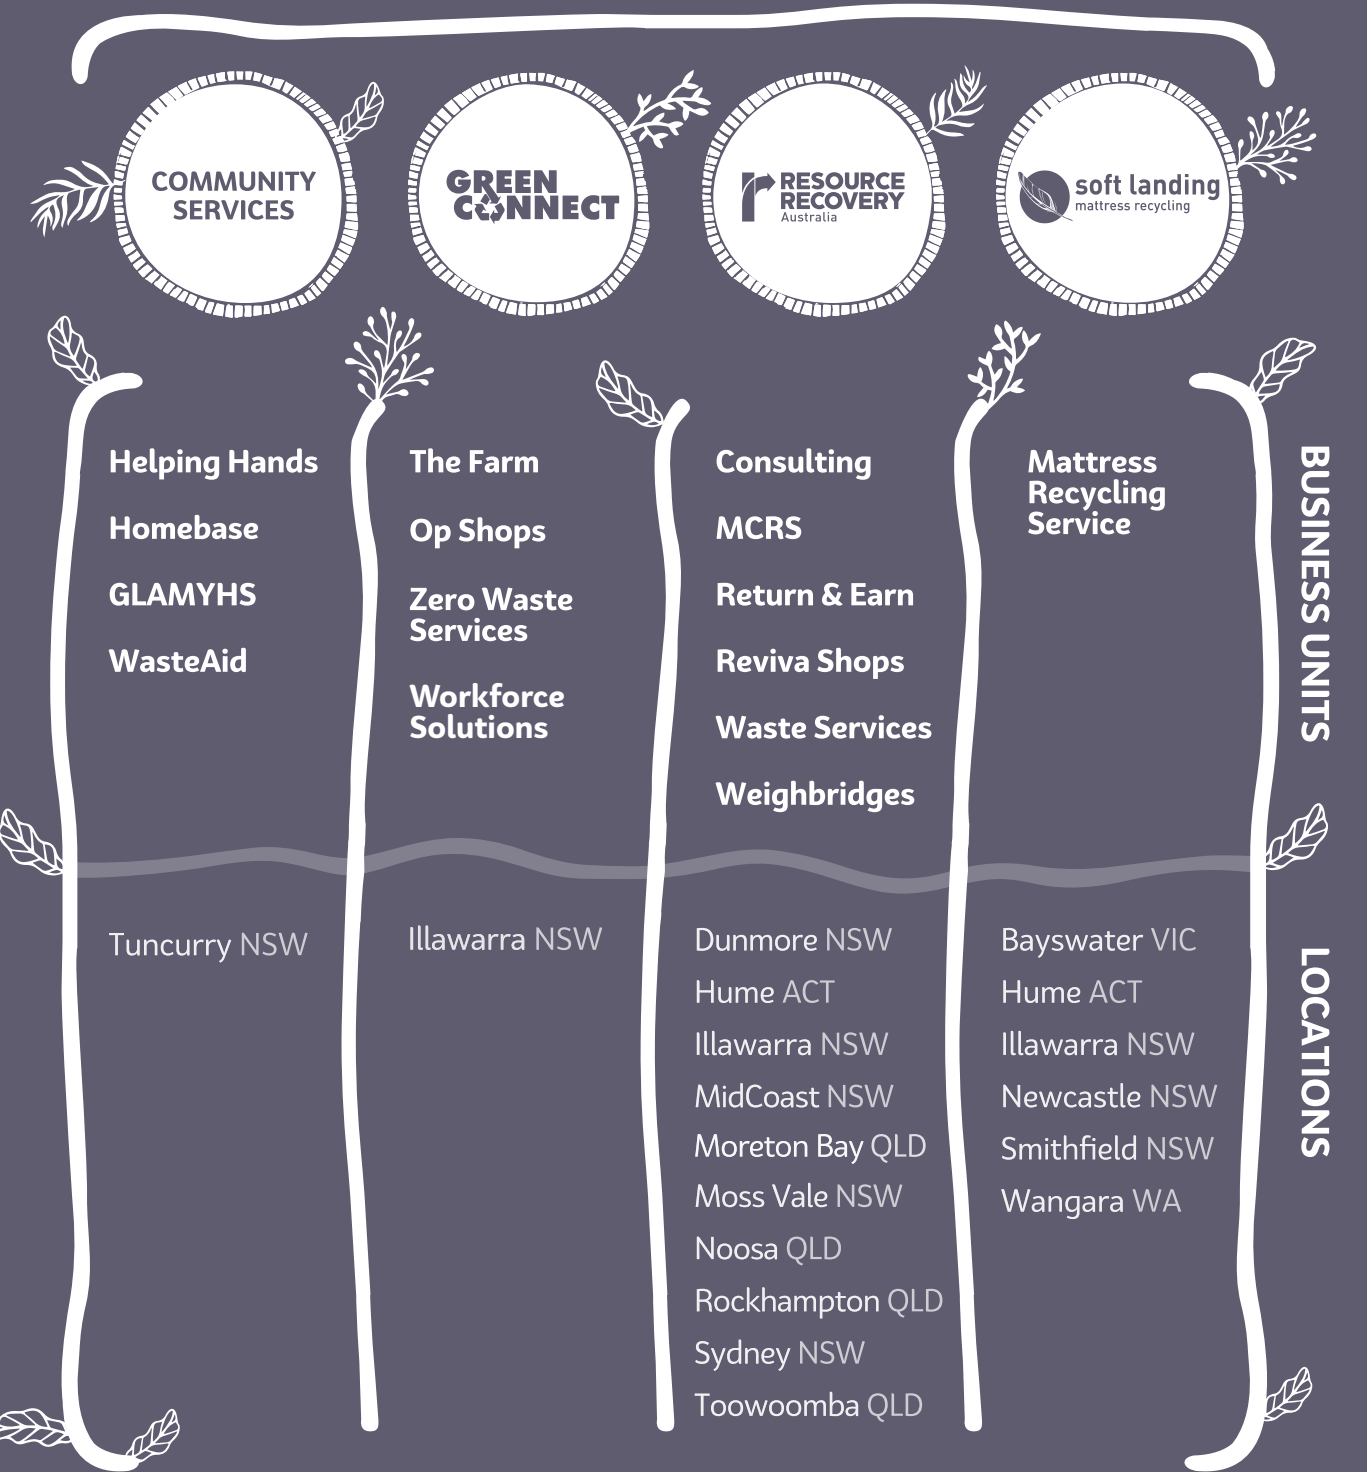 COMMUNITY
SERVICES
GREEN
CONNECT
RESOURCE
RECOVERY
Australia
soft landing
mattress recycling
Helping Hands
Homebase
GLAMYHS
WasteAid
The Farm
Op Shops
Zero Waste
Services
Workforce
Solutions
Consulting
MCRS
Return & Earn
Reviva Shops
Waste Services
Weighbridges
Mattress
Recycling
Service
BUSINESS UNITS
Tuncurry NSW
Illawarra NSW
Dunmore NSW
Hume ACT
Illawarra NSW
MidCoast NSW
Moreton Bay QLD
Moss Vale NSW
Noosa QLD
Rockhampton QLD
Sydney NSW
Toowoomba QLD
Bayswater VIC
Hume ACT
Illawarra NSW
Newcastle NSW
Smithfield NSW
Wangara WA
LOCATIONS